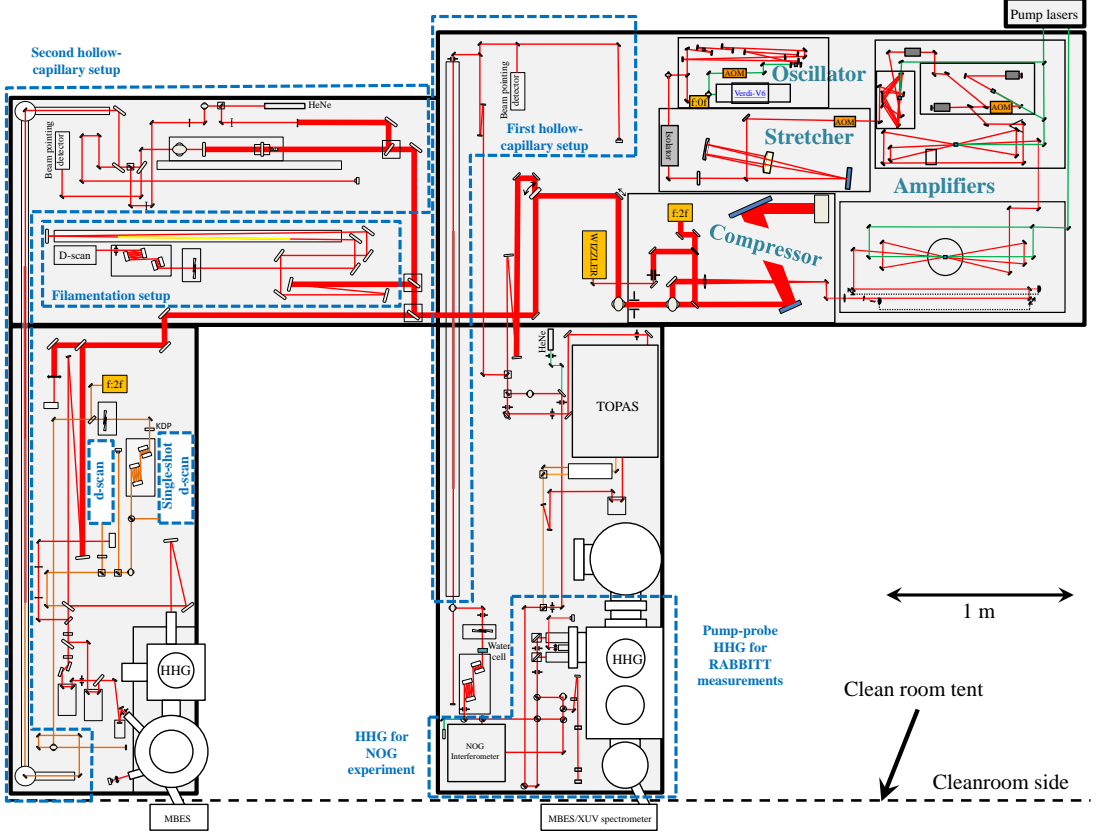 Pump lasers
Second hollow-
capillary setup
Beam pointing
detector
HeNe
Beam pointing
detector
First hollow-
capillary setup
AOM
Oscillator
Verdi-V6
f:0f
Stretcher
Isolator
AOM
AOM
Amplifiers
D-scan
Filamentation setup
WIZZLER
f:2f
Compressor
HeNe
TOPAS
f:2f
KDP
d-scan
Single-shot
d-scan
1 m
HHG
Water
cell
HHG
Pump-probe
HHG for
RABBITT
measurements
Clean room tent
HHG for
NOG
experiment
NOG
Interferometer
Cleanroom side
MBES
MBES/XUV spectrometer